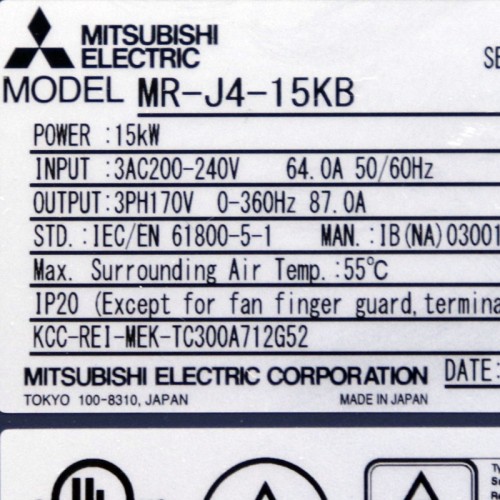 MITSUBISHI
ELECTRIC
SE
MODEL MR-J4-15KB
POWER :15kW
INPUT :3AC200-240V 64.0A 50/60Hz
OUTPUT:3PH170V 0-360Hz 87.0A
STD.:IEC/EN 61800-5-1 MAN.:IB(NA)03001
Max. Surrounding Air Temp.:55℃
IP20 (Except for fan finger guard, termina
KCC-REI-MEK-TC300A712G52
MITSUBISHI ELECTRIC CORPORATION DATE:
TOKYO 100-8310, JAPAN MADE IN JAPAN